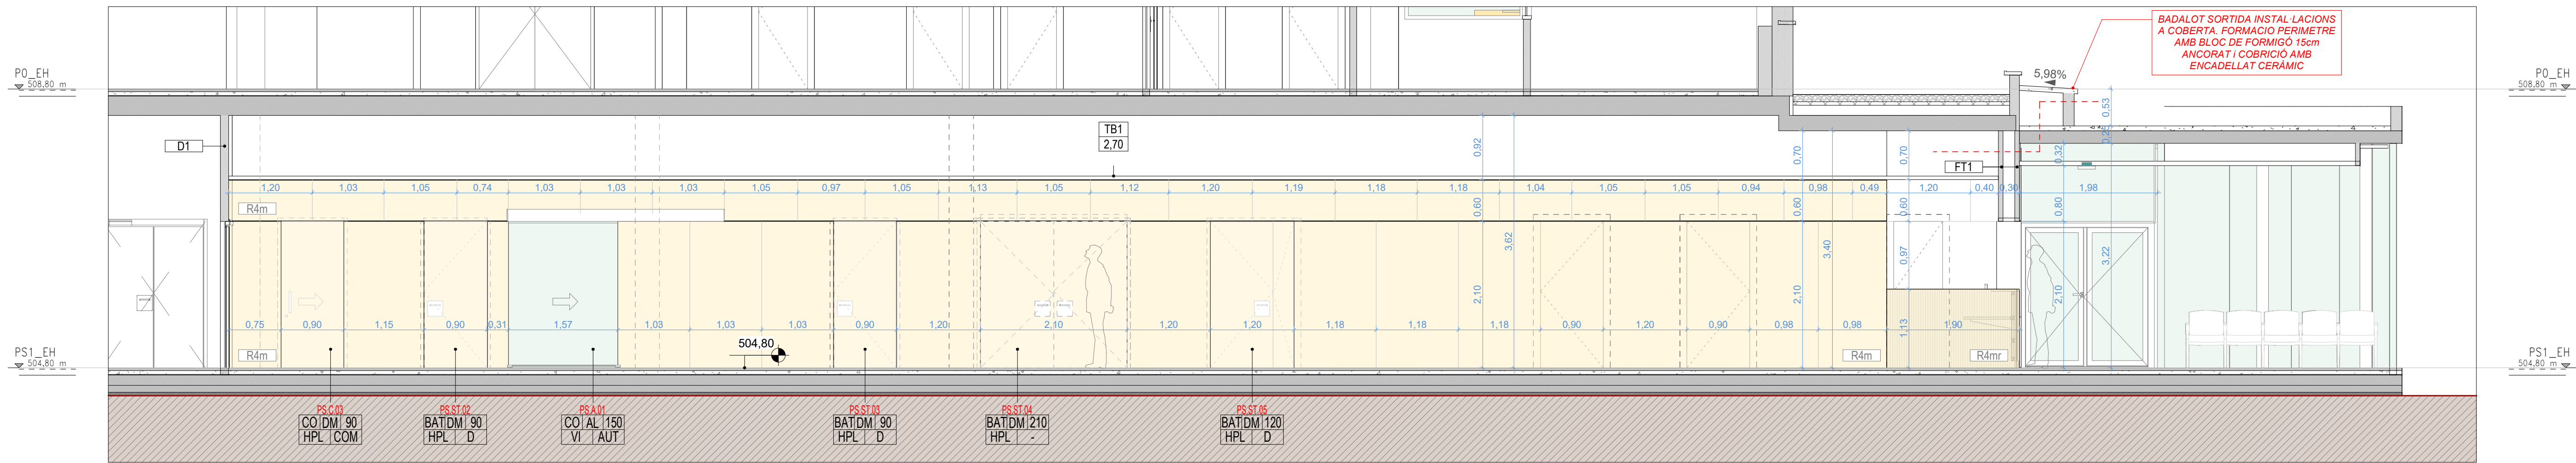 BADALOT SORTIDA INSTAL·LACIONS
A COBERTA. FORMACIO PERIMETRE
AMB BLOC DE FORMIGÓ 15cm
ANCORAT i COBRICIÓ AMB
ENCADELLAT CERÀMIC
P0_EH
508,80 m
5,98%
P0_EH
508,80 m
0,53
0,25
D1
TB1
2,70
0,92
0,70
0,70
0,32
FT1
1,20 1,03 1,05 0,74 1,03 1,03 1,03 1,05 0,97 1,05 1,13 1,05 1,12 1,20 1,19 1,18 1,18 1,04 1,05 1,05 0,94 0,98 0,49 1,20 0,40 0,30 1,98
R4m
0,60
0,60
0,60
0,80
3,62
3,40
0,97
3,22
2,10
2,10
2,10
1,13
0,75 0,90 1,15 0,90 0,31 1,57 1,03 1,03 1,03 0,90 1,20 2,10 1,20 1,20 1,18 1,18 1,18 0,90 1,20 0,90 0,98 0,98 1,90
504,80
R4m
R4m
R4mr
PS1_EH
504,80 m
PS1_EH
504,80 m
PS.C.03
CO DM 90
HPL COM
PS.ST.02
BAT DM 90
HPL D
PS.A.01
CO AL 150
VI AUT
PS.ST.03
BAT DM 90
HPL D
PS.ST.04
BAT DM 210
HPL -
PS.ST.05
BAT DM 120
HPL D